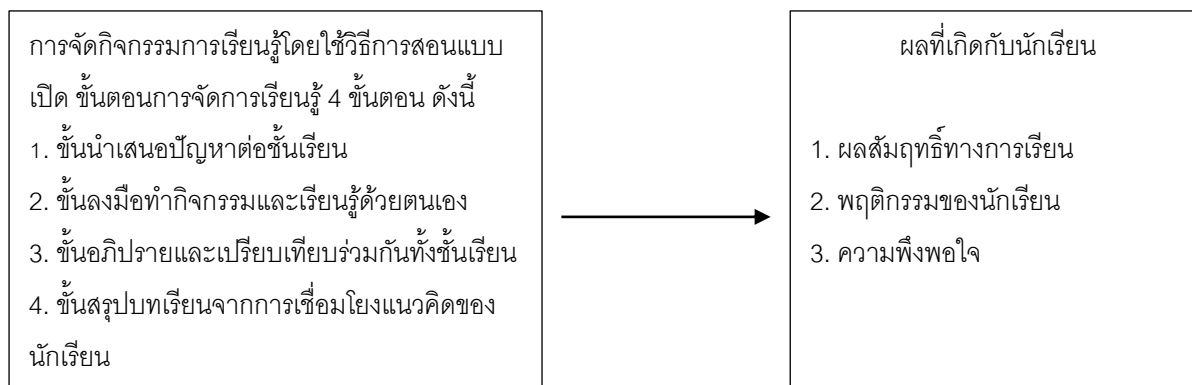 การจัดกิจกรรมการเรียนรู้โดยใช้วิธีการสอนแบบ
เปิด ขั้นตอนการจัดการเรียนรู้ 4 ขั้นตอน ดังนี้
1. ขั้นนำเสนอปัญหาต่อชั้นเรียน
2. ขั้นลงมือทำกิจกรรมและเรียนรู้ด้วยตนเอง
3. ขั้นอภิปรายและเปรียบเทียบร่วมกันทั้งชั้นเรียน
4. ขั้นสรุปบทเรียนจากการเชื่อมโยงแนวคิดของ
นักเรียน
ผลที่เกิดกับนักเรียน
1. ผลสัมฤทธิ์ทางการเรียน
2. พฤติกรรมของนักเรียน
3. ความพึงพอใจ